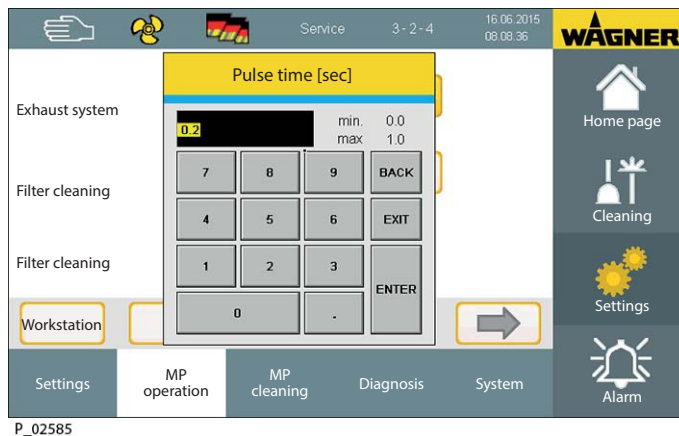 Service
3-2-4
16.06.2015
08.08.36
WAGNER
Pulse time [sec]
Exhaust system
0.2
min. 0.0
max 1.0
Home page
7 8 9 BACK
Filter cleaning
4 5 6 EXIT
Cleaning
Filter cleaning
1 2 3
ENTER
0 .
Settings
Workstation
Settings
MP
operation
MP
cleaning
Diagnosis
System
Alarm
P_02585